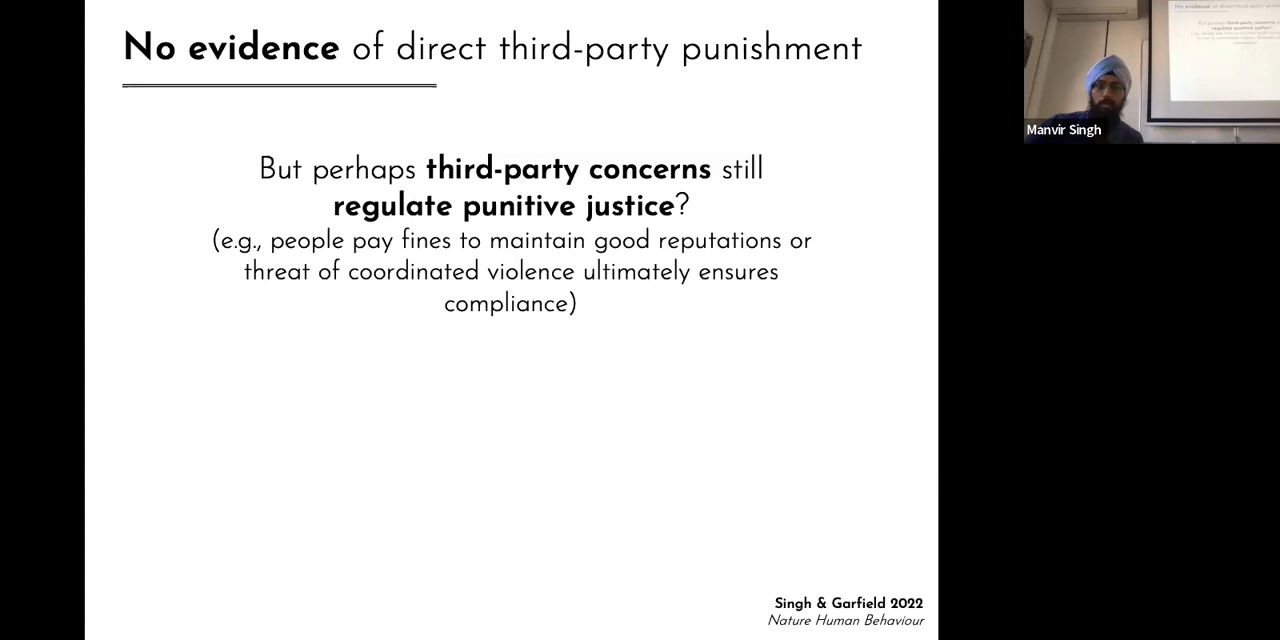 No evidence of direct third-party punishment
But perhaps third-party concerns still
regulate punitive justice?
(e.g., people pay fines to maintain good reputations or
threat of coordinated violence ultimately ensures
compliance)
Singh & Garfield 2022
Nature Human Behaviour
Manvir Singh